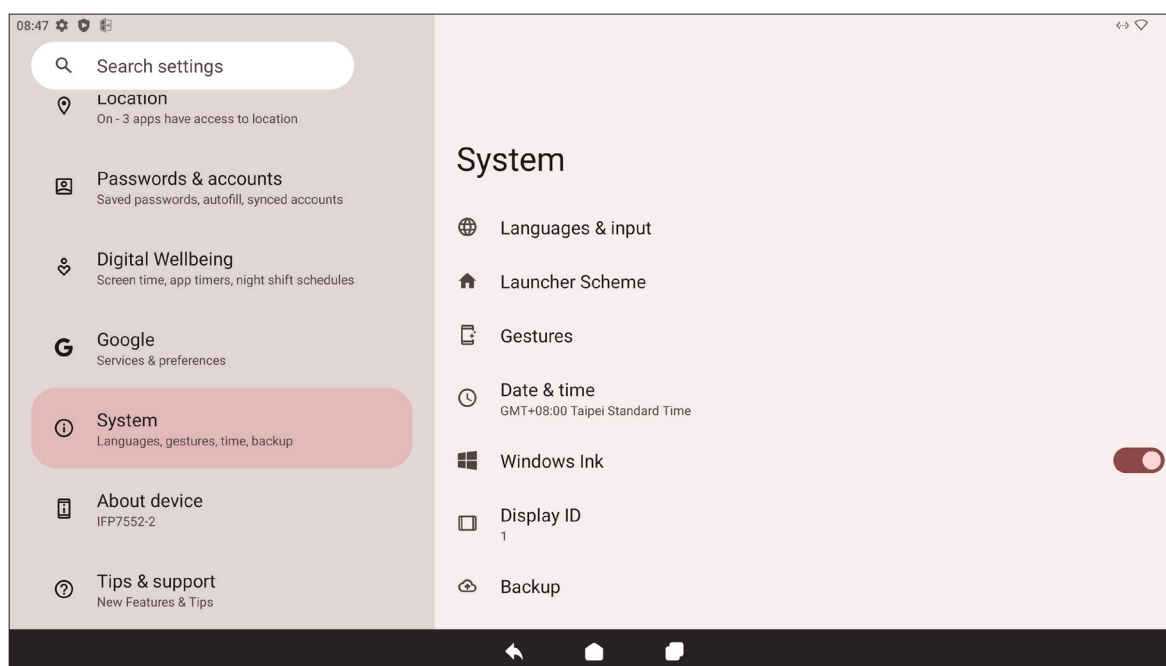 08:47
Search settings
Location
On - 3 apps have access to location
Passwords & accounts
Saved passwords, autofill, synced accounts
Digital Wellbeing
Screen time, app timers, night shift schedules
Google
Services & preferences
System
Languages, gestures, time, backup
About device
IFP7552-2
Tips & support
New Features & Tips
System
Languages & input
Launcher Scheme
Gestures
Date & time
GMT+08:00 Taipei Standard Time
Windows Ink
Display ID
1
Backup